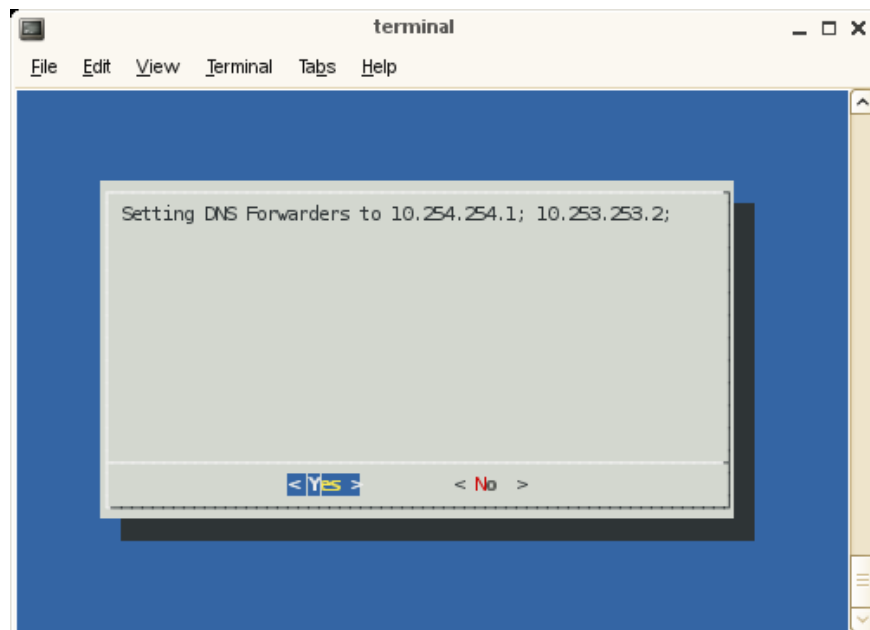 terminal
File Edit View Terminal Tabs Help
Setting DNS Forwarders to 10.254.254.1; 10.253.253.2;
< Yes > < No >